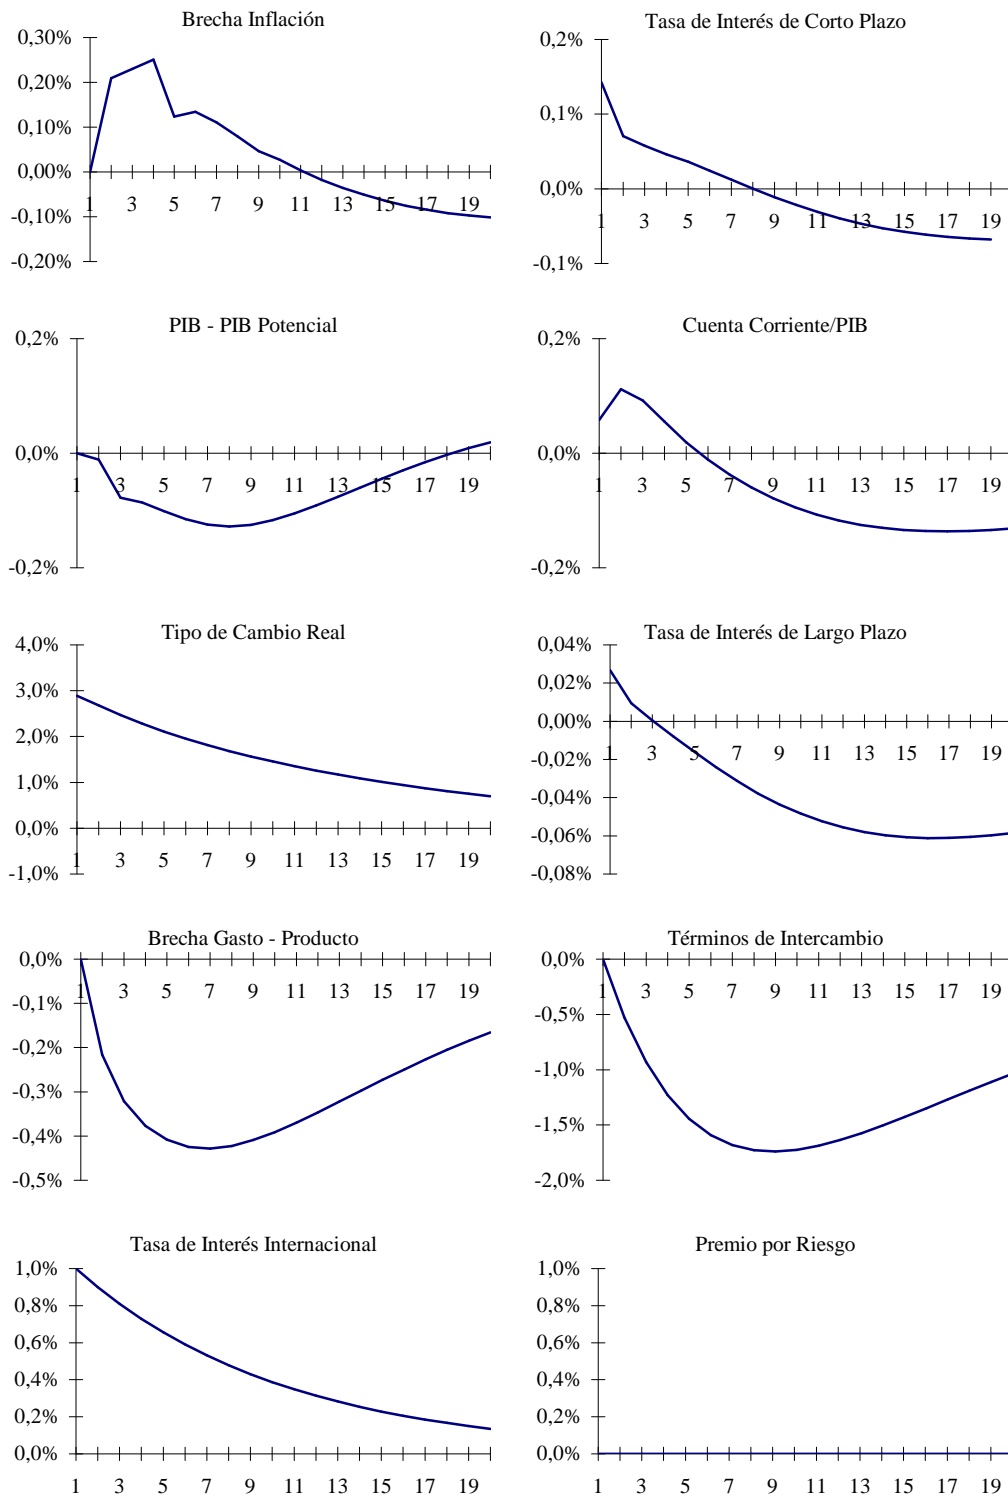 Brecha Inflación
0,30%
0,20%
0,10%
0,00%
-0,10%
-0,20%
1 3 5 7 9 11 13 15 17 19
Tasa de Interés de Corto Plazo
0,2%
0,1%
0,0%
-0,1%
1 3 5 7 9 11 13 15 17 19
PIB - PIB Potencial
0,2%
0,0%
-0,2%
1 3 5 7 9 11 13 15 17 19
Cuenta Corriente/PIB
0,2%
0,0%
-0,2%
1 3 5 7 9 11 13 15 17 19
Tipo de Cambio Real
4,0%
3,0%
2,0%
1,0%
0,0%
-1,0%
1 3 5 7 9 11 13 15 17 19
Tasa de Interés de Largo Plazo
0,04%
0,02%
0,00%
-0,02%
-0,04%
-0,06%
-0,08%
1 3 5 7 9 11 13 15 17 19
Brecha Gasto - Producto
0,0%
-0,1%
-0,2%
-0,3%
-0,4%
-0,5%
1 3 5 7 9 11 13 15 17 19
Términos de Intercambio
0,0%
-0,5%
-1,0%
-1,5%
-2,0%
1 3 5 7 9 11 13 15 17 19
Tasa de Interés Internacional
1,0%
0,8%
0,6%
0,4%
0,2%
0,0%
1 3 5 7 9 11 13 15 17 19
Premio por Riesgo
1,0%
0,8%
0,6%
0,4%
0,2%
0,0%
1 3 5 7 9 11 13 15 17 19